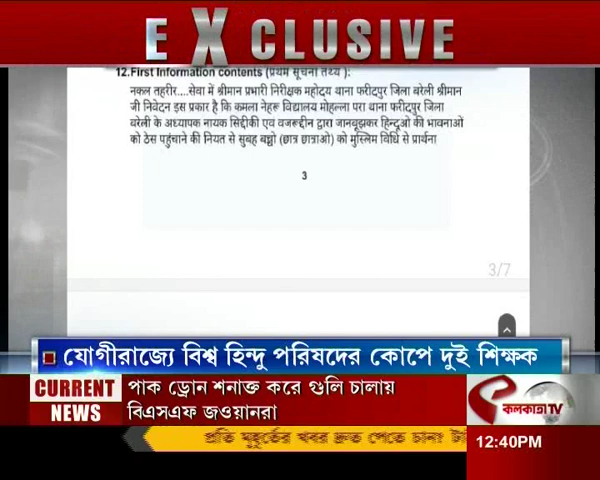 EXCLUSIVE
12.First Information contents (प्रथम सूचना तथ्य ):
नकल तहरीर....सेवा में श्रीमान प्रभारी निरीक्षक महोदय थाना फरीदपुर जिला बरेली श्रीमान
जी निवेदन इस प्रकार है कि कमला नेहरू विद्यालय मोहल्ला परा थाना फरीदपुर जिला
बरेली के अध्यापक नायक सिद्दीकी एव वजरूद्दीन द्वारा जानबूझकर हिन्दूओ की भावनाओं
को ठेस पहुंचाने की नियत से सुबह बच्चो (छात्र छात्राओ) को मुस्लिम विधि से प्रार्थना
3
3/7
যোগীরাজ্যে বিশ্ব হিন্দু পরিষদের কোপে দুই শিক্ষক
CURRENT NEWS
পাক ড্রোন শনাক্ত করে গুলি চালায়
বিএসএফ জওয়ানরা
কলকাতা TV
প্রতি মুহূর্তের খবর দ্রুত পেতে চান?
12:40PM